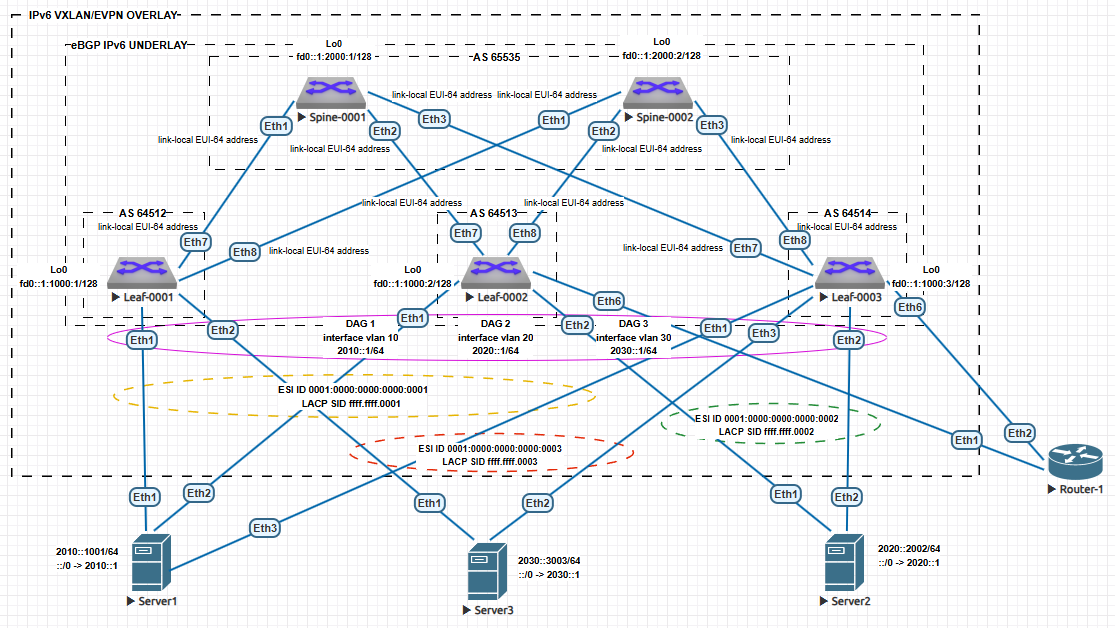 IPv6 VXLAN/EVPN OVERLAY
eBGP IPv6 UNDERLAY
Lo0
fd0::1:2000:1/128
AS 65535
Lo0
fd0::1:2000:2/128
Spine-0001
Spine-0002
link-local EUI-64 address
link-local EUI-64 address
Eth1
Eth2
Eth3
Eth1
Eth2
Eth3
link-local EUI-64 address
link-local EUI-64 address
link-local EUI-64 address
link-local EUI-64 address
link-local EUI-64 address
link-local EUI-64 address
AS 64512
link-local EUI-64 address
AS 64513
AS 64514
link-local EUI-64 address
Eth7
Eth8
link-local EUI-64 address
Eth7
Eth8
link-local EUI-64 address
Eth7
Eth8
Lo0
fd0::1:1000:1/128
Leaf-0001
Lo0
fd0::1:1000:2/128
Leaf-0002
Leaf-0003
Lo0
fd0::1:1000:3/128
Eth1
Eth2
Eth1
Eth2
Eth6
Eth1
Eth3
Eth2
Eth6
DAG 1
interface vlan 10
2010::1/64
DAG 2
interface vlan 20
2020::1/64
DAG 3
interface vlan 30
2030::1/64
ESI ID 0001:0000:0000:0000:0001
LACP SID ffff.ffff.0001
ESI ID 0001:0000:0000:0000:0002
LACP SID ffff.ffff.0002
ESI ID 0001:0000:0000:0000:0003
LACP SID ffff.ffff.0003
Eth1
Eth2
Router-1
Eth1
Eth2
Eth3
Eth1
Eth2
Eth1
Eth2
2010::1001/64
::/0 -> 2010::1
Server1
2030::3003/64
::/0 -> 2030::1
Server3
2020::2002/64
::/0 -> 2020::1
Server2